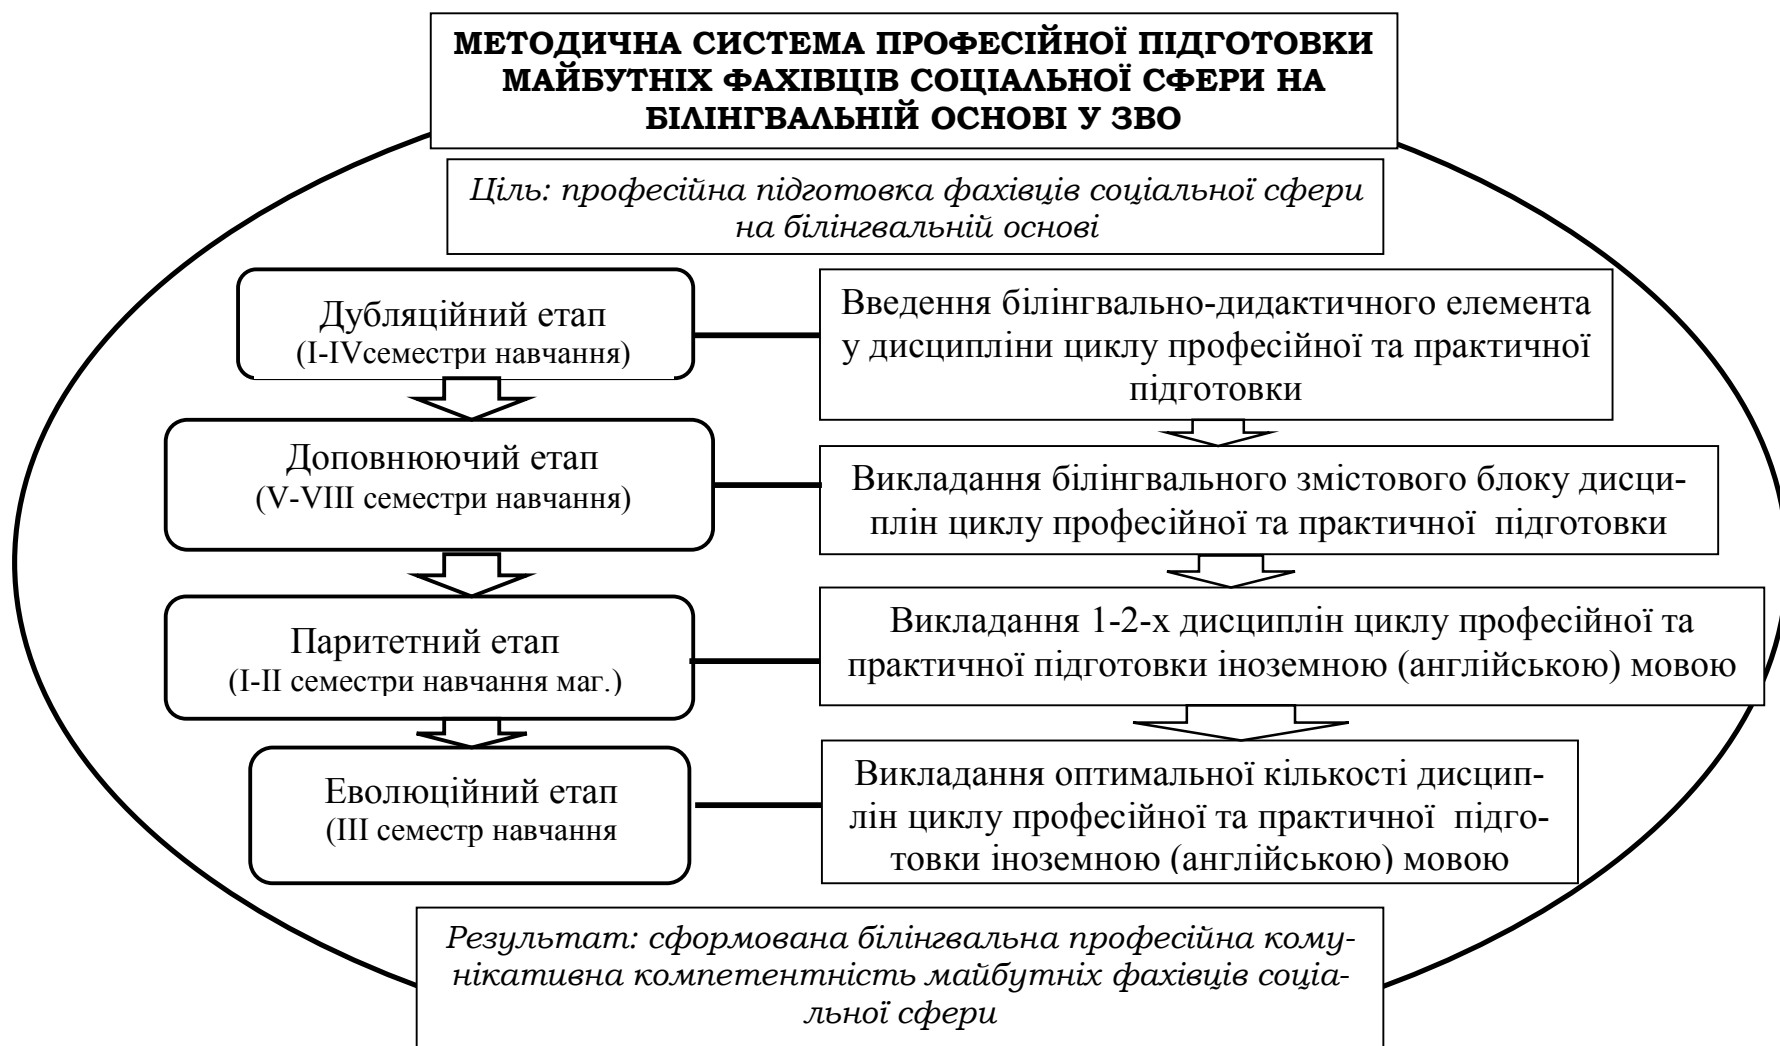 МЕТОДИЧНА СИСТЕМА ПРОФЕСІЙНОЇ ПІДГОТОВКИ
МАЙБУТНІХ ФАХІВЦІВ СОЦІАЛЬНОЇ СФЕРИ НА
БІЛІНГВАЛЬНІЙ ОСНОВІ У ЗВО
Ціль: професійна підготовка фахівців соціальної сфери
на білінгвальній основі
Дубляційний етап
(I-IVсеместри навчання)
Введення білінгвально-дидактичного елемента
у дисципліни циклу професійної та практичної
підготовки
Доповнюючий етап
(V-VIII семестри навчання)
Викладання білінгвального змістового блоку дисци-
плін циклу професійної та практичної  підготовки
Паритетний етап
(I-II семестри навчання маг.)
Викладання 1-2-х дисциплін циклу професійної та
практичної підготовки іноземною (англійською) мовою
Еволюційний етап
(III семестр навчання
Викладання оптимальної кількості дисцип-
лін циклу професійної та практичної  підго-
товки іноземною (англійською) мовою
Результат: сформована білінгвальна професійна кому-
нікативна компетентність майбутніх фахівців соціа-
льної сфери